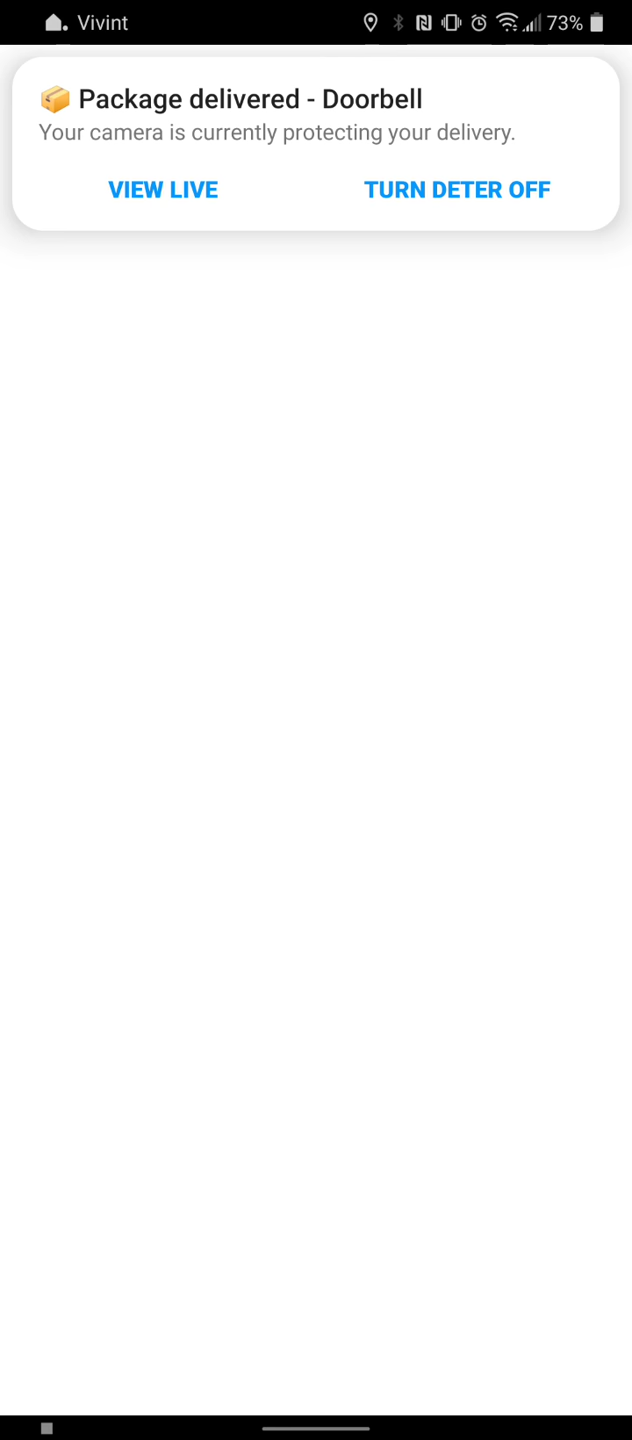 Vivint
73%
📦 Package delivered - Doorbell
Your camera is currently protecting your delivery.
VIEW LIVE
TURN DETER OFF